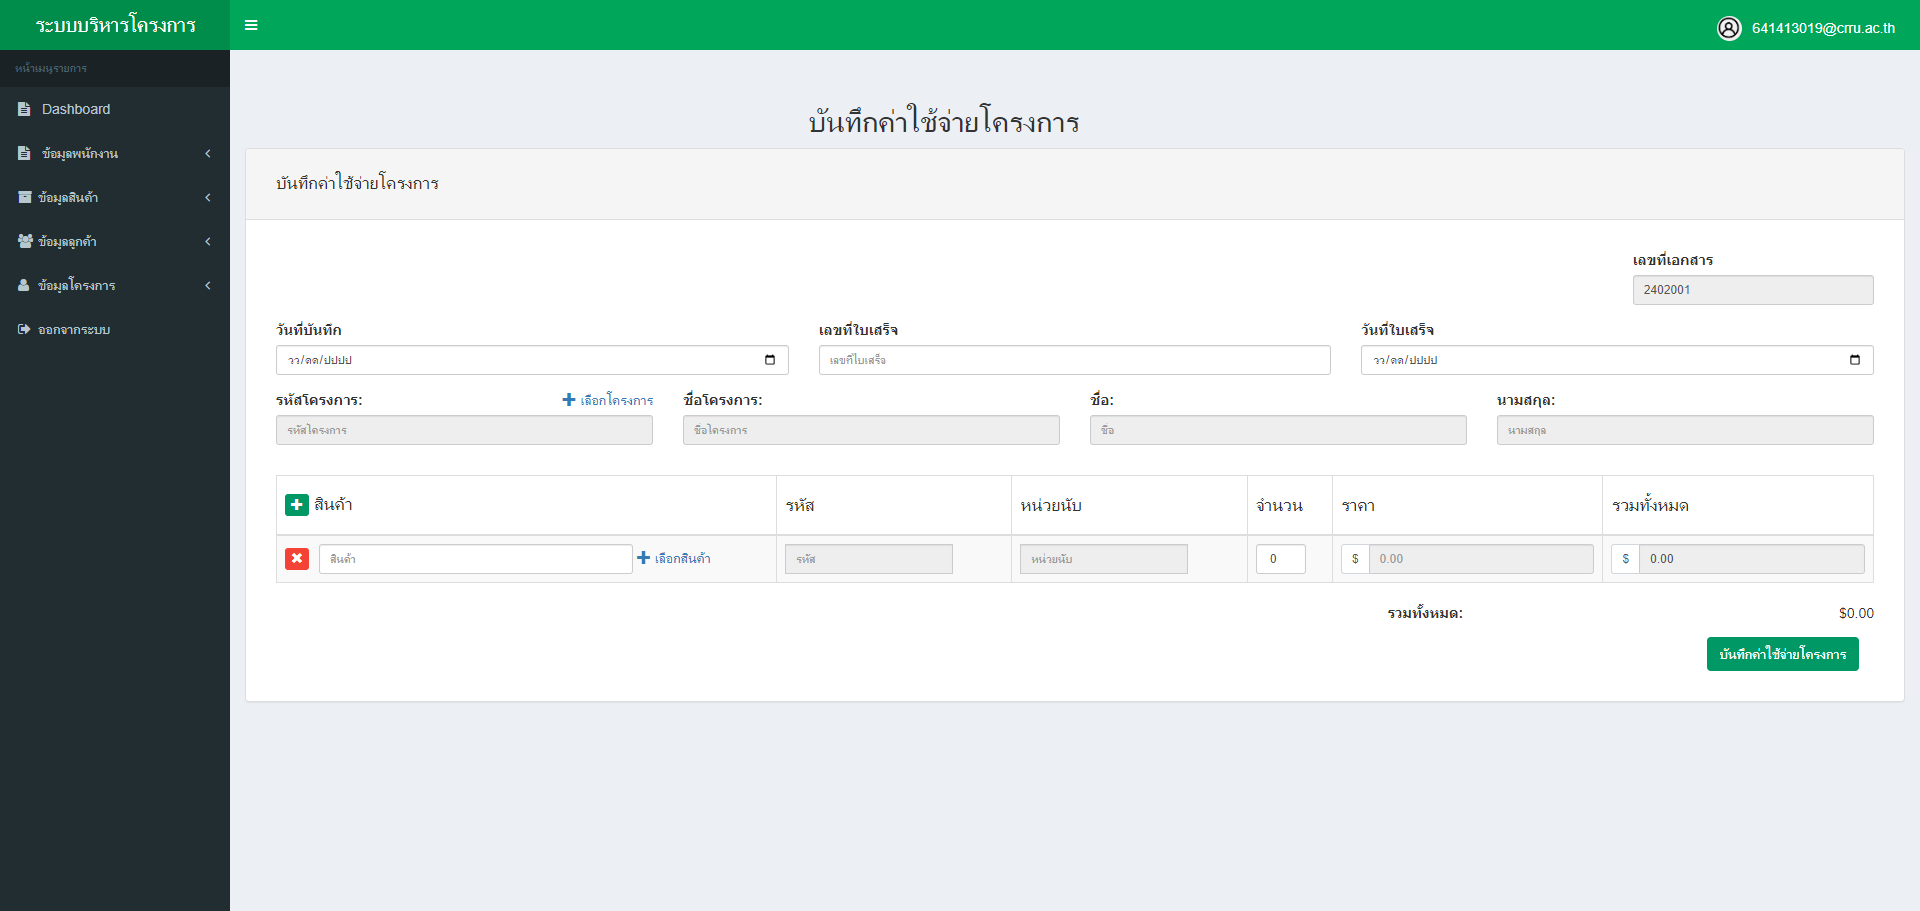 ระบบบริหารโครงการ
641413019@crru.ac.th
หน้าเมนูรายการ
Dashboard
ข้อมูลพนักงาน
ข้อมูลสินค้า
ข้อมูลลูกค้า
ข้อมูลโครงการ
ออกจากระบบ
บันทึกค่าใช้จ่ายโครงการ
บันทึกค่าใช้จ่ายโครงการ
เลขที่เอกสาร
2402001
วันที่บันทึก เลขที่ใบเสร็จ วันที่ใบเสร็จ
วว/ดด/ปปปป เลขที่ใบเสร็จ วว/ดด/ปปปป
รหัสโครงการ: เลือกโครงการ ชื่อโครงการ: ชื่อ: นามสกุล:
รหัสโครงการ ชื่อโครงการ ชื่อ นามสกุล
สินค้า รหัส หน่วยนับ จำนวน ราคา รวมทั้งหมด
สินค้า เลือกสินค้า รหัส หน่วยนับ 0 $ 0.00 $ 0.00
รวมทั้งหมด: $0.00
บันทึกค่าใช้จ่ายโครงการ